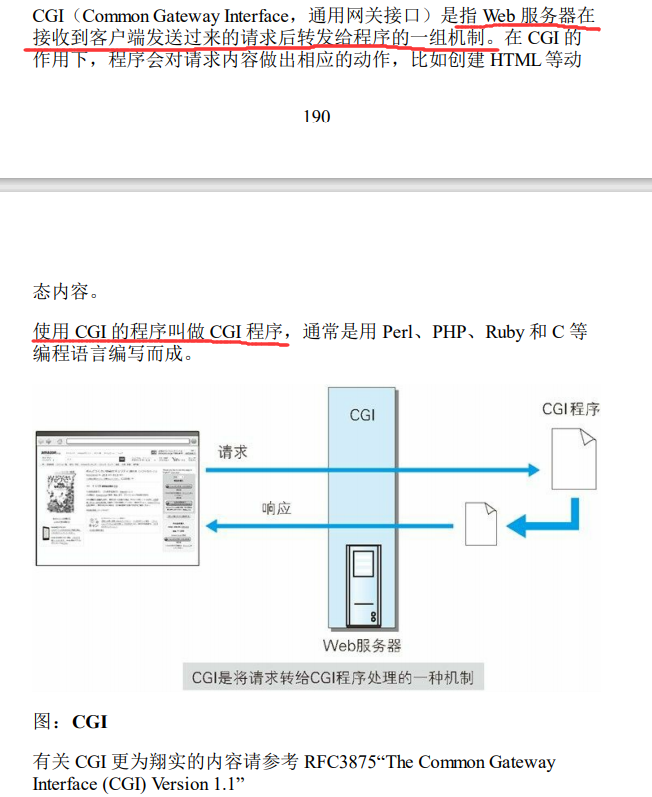 CGI（Common Gateway Interface，通用网关接口）是指 Web 服务器在
接收到客户端发送过来的请求后转发给程序的一组机制。在 CGI 的
作用下，程序会对请求内容做出相应的动作，比如创建 HTML 等动
190
态内容。
使用 CGI 的程序叫做 CGI 程序，通常是用 Perl、PHP、Ruby 和 C 等
编程语言编写而成。
CGI
CGI程序
请求
响应
Web服务器
CGI是将请求转给CGI程序处理的一种机制
图：CGI
有关 CGI 更为翔实的内容请参考 RFC3875“The Common Gateway
Interface (CGI) Version 1.1”